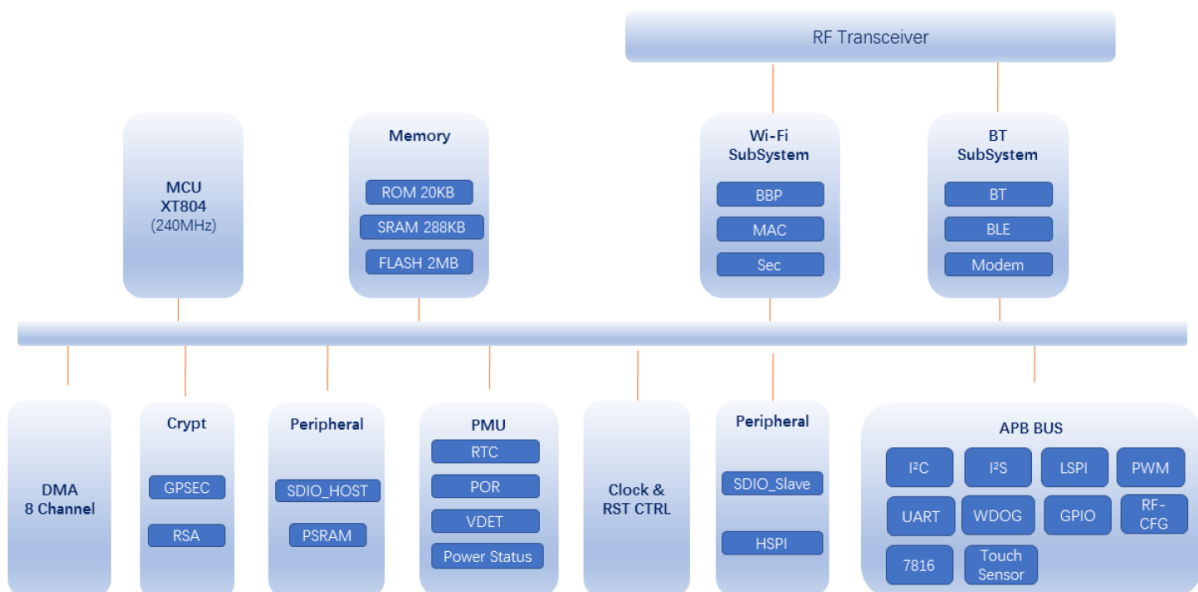 RF Transceiver
MCU
XT804
(240MHz)
Memory
ROM 20KB
SRAM 288KB
FLASH 2MB
Wi-Fi
SubSystem
BBP
MAC
Sec
BT
SubSystem
BT
BLE
Modem
DMA
8 Channel
Crypt
GPSEC
RSA
Peripheral
SDIO_HOST
PSRAM
PMU
RTC
POR
VDET
Power Status
Clock &
RST CTRL
Peripheral
SDIO_Slave
HSPI
APB BUS
I²C
I²S
LSPI
PWM
UART
WDOG
GPIO
RF-
CFG
7816
Touch
Sensor